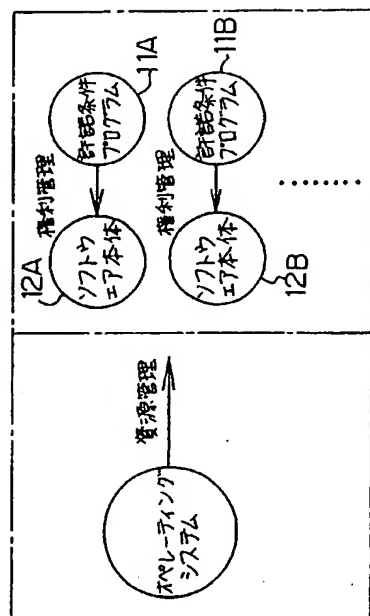 オペレーティング
システム
資源管理
12A
ソフトウ
ェア本体
権利管理
許諾条件
プログラム
11A
12B
ソフトウ
ェア本体
権利管理
許諾条件
プログラム
11B